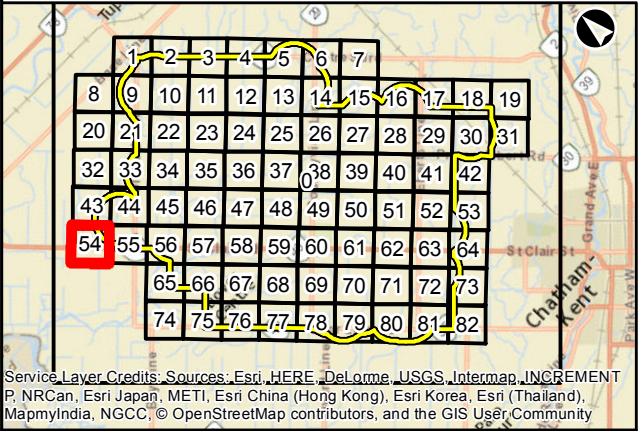 Tup
20
1 2 3 4 5 6 7
8 9 10 11 12 13 14 15 16 17 18 19
39
20 21 22 23 24 25 26 27 28 29 30 31
Rd
32 33 34 35 36 37 38 39 40 41 42
0
43 44 45 46 47 48 49 50 51 52 53
54 55 56 57 58 59 60 61 62 63 64
St Clair St
65 66 67 68 69 70 71 72 73
74 75 76 77 78 79 80 81 82
Grand Ave E
Chatham-
Kent
Park Ave W
Service Layer Credits: Sources: Esri, HERE, DeLorme, USGS, Intermap, INCREMENT
P, NRCan, Esri Japan, METI, Esri China (Hong Kong), Esri Korea, Esri (Thailand),
MapmyIndia, NGCC, © OpenStreetMap contributors, and the GIS User Community